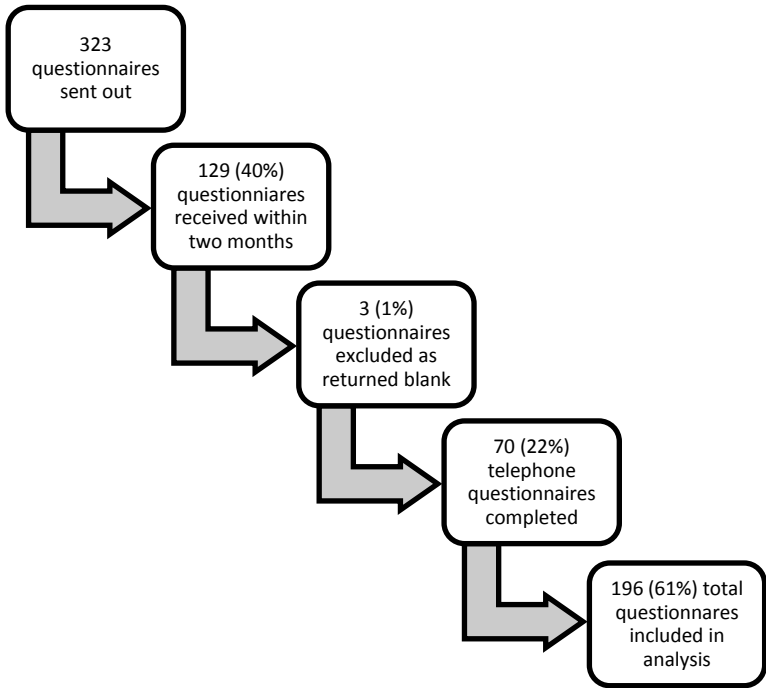 323
questionnaires
sent out
129 (40%)
questionniares
received within
two months
3 (1%)
questionnaires
excluded as
returned blank
70 (22%)
telephone
questionnaires
completed
196 (61%) total
questionnares
included in
analysis